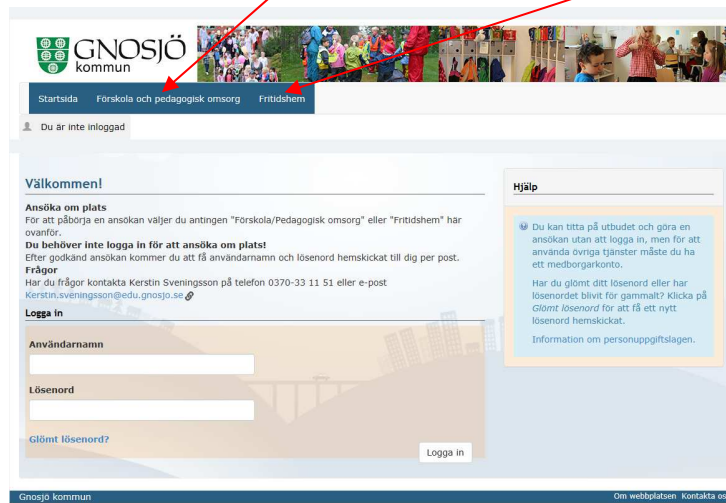 GNOSJÖ
kommun
Startsida Förskola och pedagogisk omsorg Fritidshem
Du är inte inloggad
Välkommen!
Ansöka om plats
För att påbörja en ansökan väljer du antingen "Förskola/Pedagogisk omsorg" eller "Fritidshem" här
ovanför.
Du behöver inte logga in för att ansöka om plats!
Efter godkänd ansökan kommer du att få användarnamn och lösenord hemskickat till dig per post.
Frågor
Har du frågor kontakta Kerstin Sveningsson på telefon 0370-33 11 51 eller e-post
Kerstin.sveningsson@edu.gnosjo.se
Logga in
Användarnamn
Lösenord
Glömt lösenord?
Logga in
Hjälp
Du kan titta på utbudet och göra en
ansökan utan att logga in, men för att
använda övriga tjänster måste du ha
ett medborgarkonto.
Har du glömt ditt lösenord eller har
lösenordet blivit för gammalt? Klicka på
Glömt lösenord för att få ett nytt
lösenord hemskickat.
Information om personuppgiftslagen.
Gnosjö kommun
Om webbplatsen Kontakta os